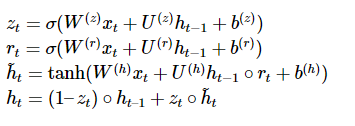 z_t = σ(W^(z)x_t + U^(z)h_{t−1} + b^(z))
r_t = σ(W^(r)x_t + U^(r)h_{t−1} + b^(r))
h̃_t = tanh(W^(h)x_t + U^(h)h_{t−1} ∘ r_t + b^(h))
h_t = (1−z_t) ∘ h_{t−1} + z_t ∘ h̃_t